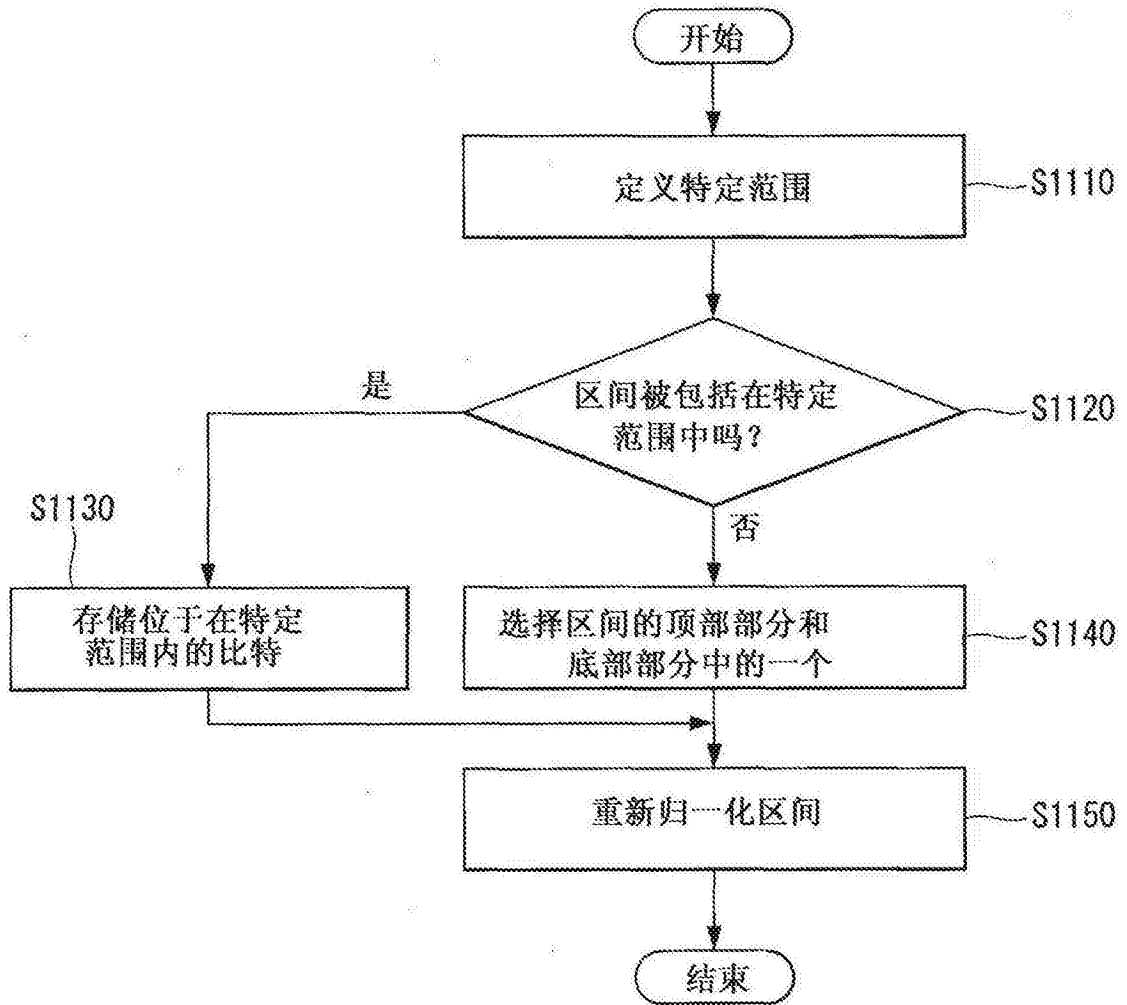 开始
定义特定范围
S1110
区间被包括在特定
范围中吗？
S1120
是
否
S1130
存储位于在特定
范围内的比特
选择区间的顶部部分和
底部部分中的一个
S1140
重新归一化区间
S1150
结束